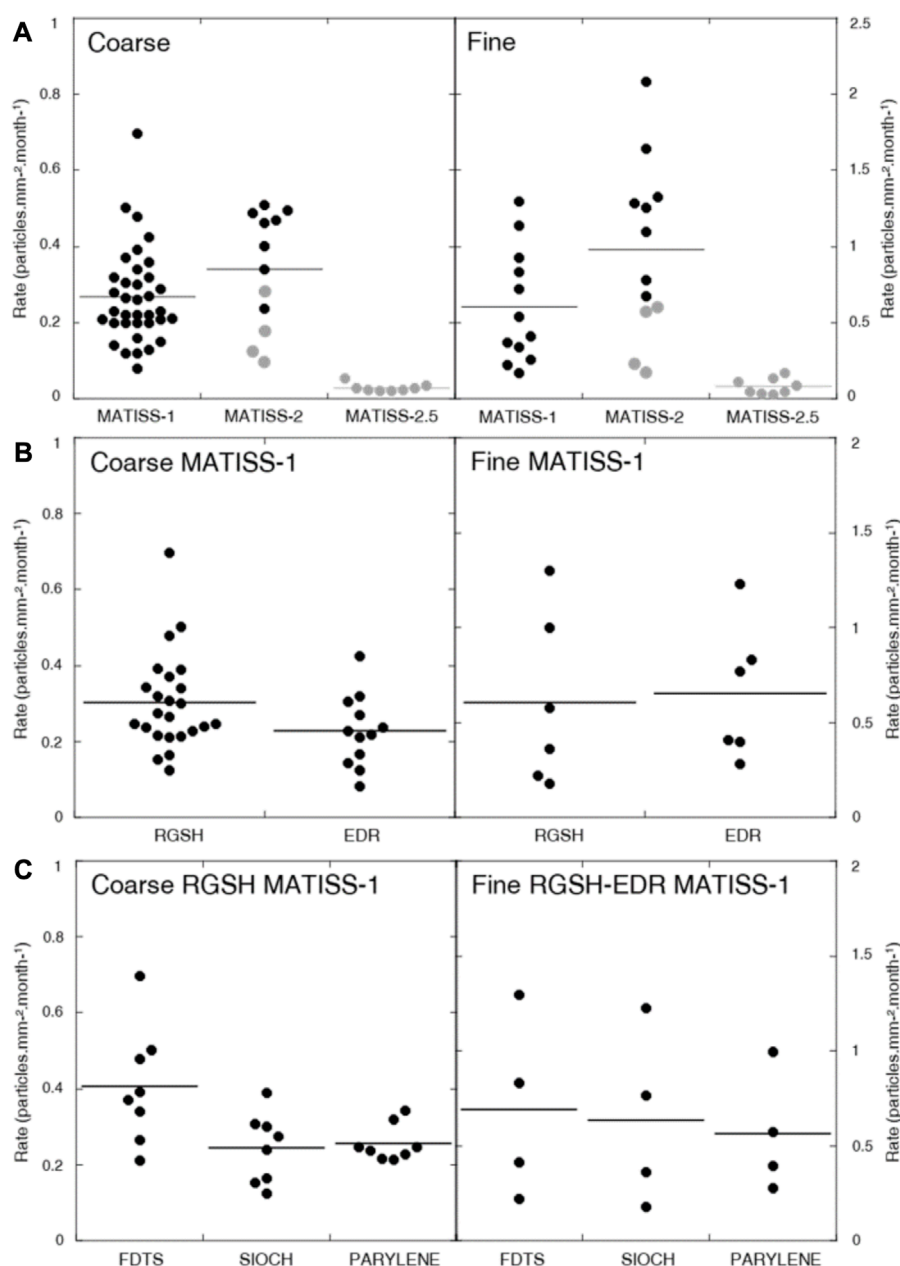 A
Coarse
Fine
Rate (particles.mm-².month-¹)
1
0.8
0.6
0.4
0.2
0
2.5
2
1.5
1
0.5
0
Rate (particles.mm-².month-¹)
MATISS-1 MATISS-2 MATISS-2.5 MATISS-1 MATISS-2 MATISS-2.5
B
Coarse MATISS-1
Fine MATISS-1
Rate (particles.mm-².month-¹)
1
0.8
0.6
0.4
0.2
0
2
1.5
1
0.5
0
Rate (particles.mm-².month-¹)
RGSH EDR RGSH EDR
C
Coarse RGSH MATISS-1
Fine RGSH-EDR MATISS-1
Rate (particles.mm-².month-¹)
1
0.8
0.6
0.4
0.2
0
2
1.5
1
0.5
0
Rate (particles.mm-².month-¹)
FDTS SIOCH PARYLENE FDTS SIOCH PARYLENE